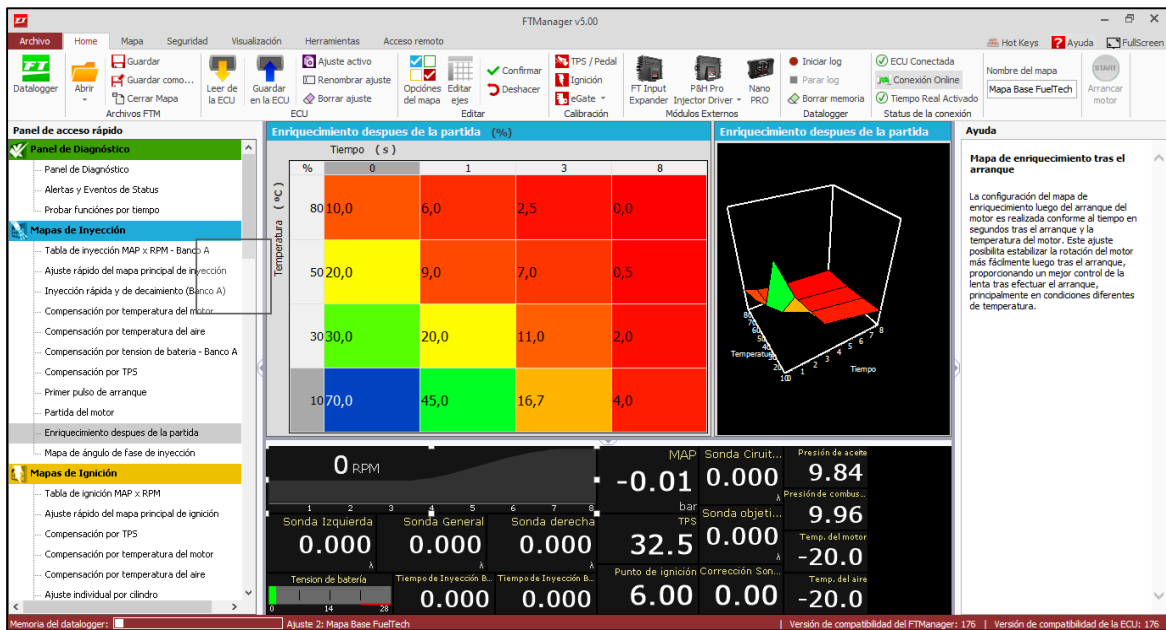 FTManager v5.00
Archivo Home Mapa Seguridad Visualización Herramientas Acceso remoto
Hot Keys ? Ayuda FullScreen
FT
Datalogger
Abrir
Guardar
Guardar como...
Cerrar Mapa
Archivos FTM
Leer de la ECU
Guardar en la ECU
Ajuste activo
Renombrar ajuste
Borrar ajuste
ECU
Opciónes del mapa
Editar ejes
Confirmar
Deshacer
Editar
TPS / Pedal
Ignición
eGate
Calibración
FT Input Expander
P&H Pro Injector Driver
Nano PRO
Módulos Externos
Iniciar log
Parar log
Borrar memoria
Datalogger
ECU Conectada
Conexión Online
Tiempo Real Activado
Status de la conexión
Nombre del mapa
Mapa Base FuelTech
START
Arrancar motor
Panel de acceso rápido
Panel de Diagnóstico
Panel de Diagnóstico
Alertas y Eventos de Status
Probar funciónes por tiempo
Mapas de Inyección
Tabla de inyección MAP x RPM - Banco A
Ajuste rápido del mapa principal de inyección
Inyección rápida y de decaimiento (Banco A)
Compensación por temperatura del motor
Compensación por temperatura del aire
Compensación por tension de bateria - Banco A
Compensación por TPS
Primer pulso de arranque
Partida del motor
Enriquecimiento despues de la partida
Mapa de ángulo de fase de inyección
Mapas de Ignición
Tabla de ignición MAP x RPM
Ajuste rápido del mapa principal de ignición
Compensación por TPS
Compensación por temperatura del motor
Compensación por temperatura del aire
Ajuste individual por cilindro
Enriquecimiento despues de la partida (%)
Tiempo (s)
% 0 1 3 8
Temperatura (ºC)
80 10,0 6,0 2,5 0,0
50 20,0 9,0 7,0 0,5
30 30,0 20,0 11,0 2,0
10 70,0 45,0 16,7 4,0
Enriquecimiento despues de la partida
Temperatura
Tiempo
Ayuda
Mapa de enriquecimiento tras el
arranque
La configuración del mapa de
enriquecimiento luego del arranque del
motor es realizada conforme al tiempo en
segundos tras el arranque y la
temperatura del motor. Este ajuste
posibilita estabilizar la rotación del motor
más fácilmente luego tras el arranque,
proporcionando un mejor control de la
lenta tras efectuar el arranque,
principalmente en condiciones diferentes
de temperatura.
0 RPM
1 2 3 4 5 6 7 8
MAP
-0.01
bar
Sonda Ciruit...
0.000
λ
Presión de aceite
9.84
Presión de combus...
9.96
Sonda Izquierda
0.000
λ
Sonda General
0.000
λ
Sonda derecha
0.000
λ
TPS
32.5
Sonda objeti...
0.000
λ
Temp. del motor
-20.0
Tension de batería
0 14 28
Tiempo de Inyección B...
0.000
Tiempo de Inyección B...
0.000
Punto de ignición
6.00
Corrección Son...
0.00
Temp. del aire
-20.0
Memoria del datalogger:
Ajuste 2: Mapa Base FuelTech
Versión de compatibilidad del FTManager: 176 | Versión de compatibilidad de la ECU: 176